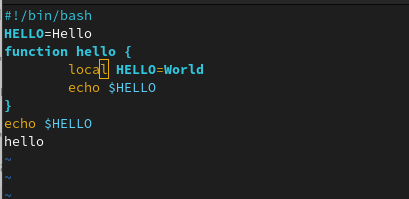 #!/bin/bash
HELLO=Hello
function hello {
        local HELLO=World
        echo $HELLO
}
echo $HELLO
hello
~
~
~